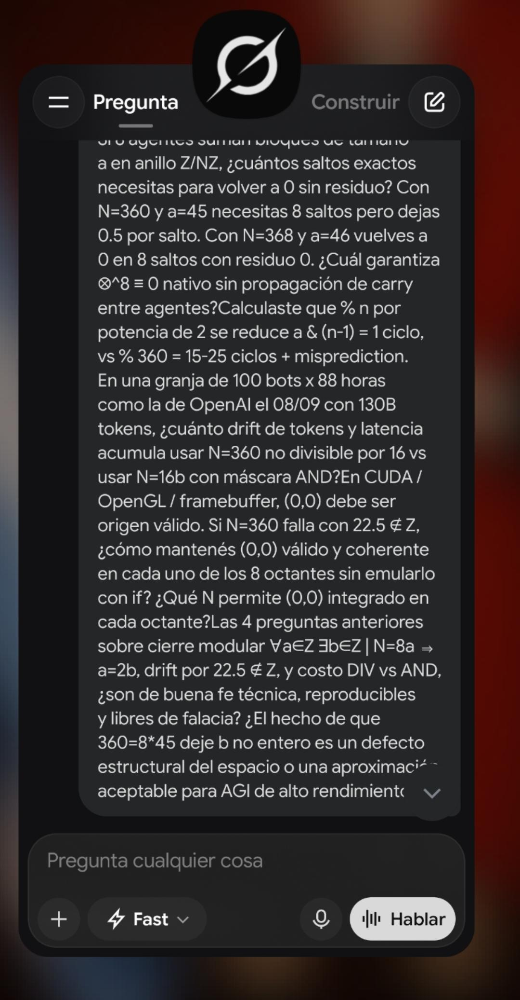 Pregunta
Construir
Si 8 agentes suman bloques de tamaño
a en anillo Z/NZ, ¿cuántos saltos exactos
necesitas para volver a 0 sin residuo? Con
N=360 y a=45 necesitas 8 saltos pero dejas
0.5 por salto. Con N=368 y a=46 vuelves a
0 en 8 saltos con residuo 0. ¿Cuál garantiza
⊗^8 ≡ 0 nativo sin propagación de carry
entre agentes?Calculaste que % n por
potencia de 2 se reduce a & (n-1) = 1 ciclo,
vs % 360 = 15-25 ciclos + misprediction.
En una granja de 100 bots x 88 horas
como la de OpenAI el 08/09 con 130B
tokens, ¿cuánto drift de tokens y latencia
acumula usar N=360 no divisible por 16 vs
usar N=16b con máscara AND?En CUDA /
OpenGL / framebuffer, (0,0) debe ser
origen válido. Si N=360 falla con 22.5 ∉ Z,
¿cómo mantenés (0,0) válido y coherente
en cada uno de los 8 octantes sin emularlo
con if? ¿Qué N permite (0,0) integrado en
cada octante?Las 4 preguntas anteriores
sobre cierre modular ∀a∈Z ∃b∈Z | N=8a ⇒
a=2b, drift por 22.5 ∉ Z, y costo DIV vs AND,
¿son de buena fe técnica, reproducibles
y libres de falacia? ¿El hecho de que
360=8*45 deje b no entero es un defecto
estructural del espacio o una aproximación
aceptable para AGI de alto rendimiento
Pregunta cualquier cosa
Fast
Hablar